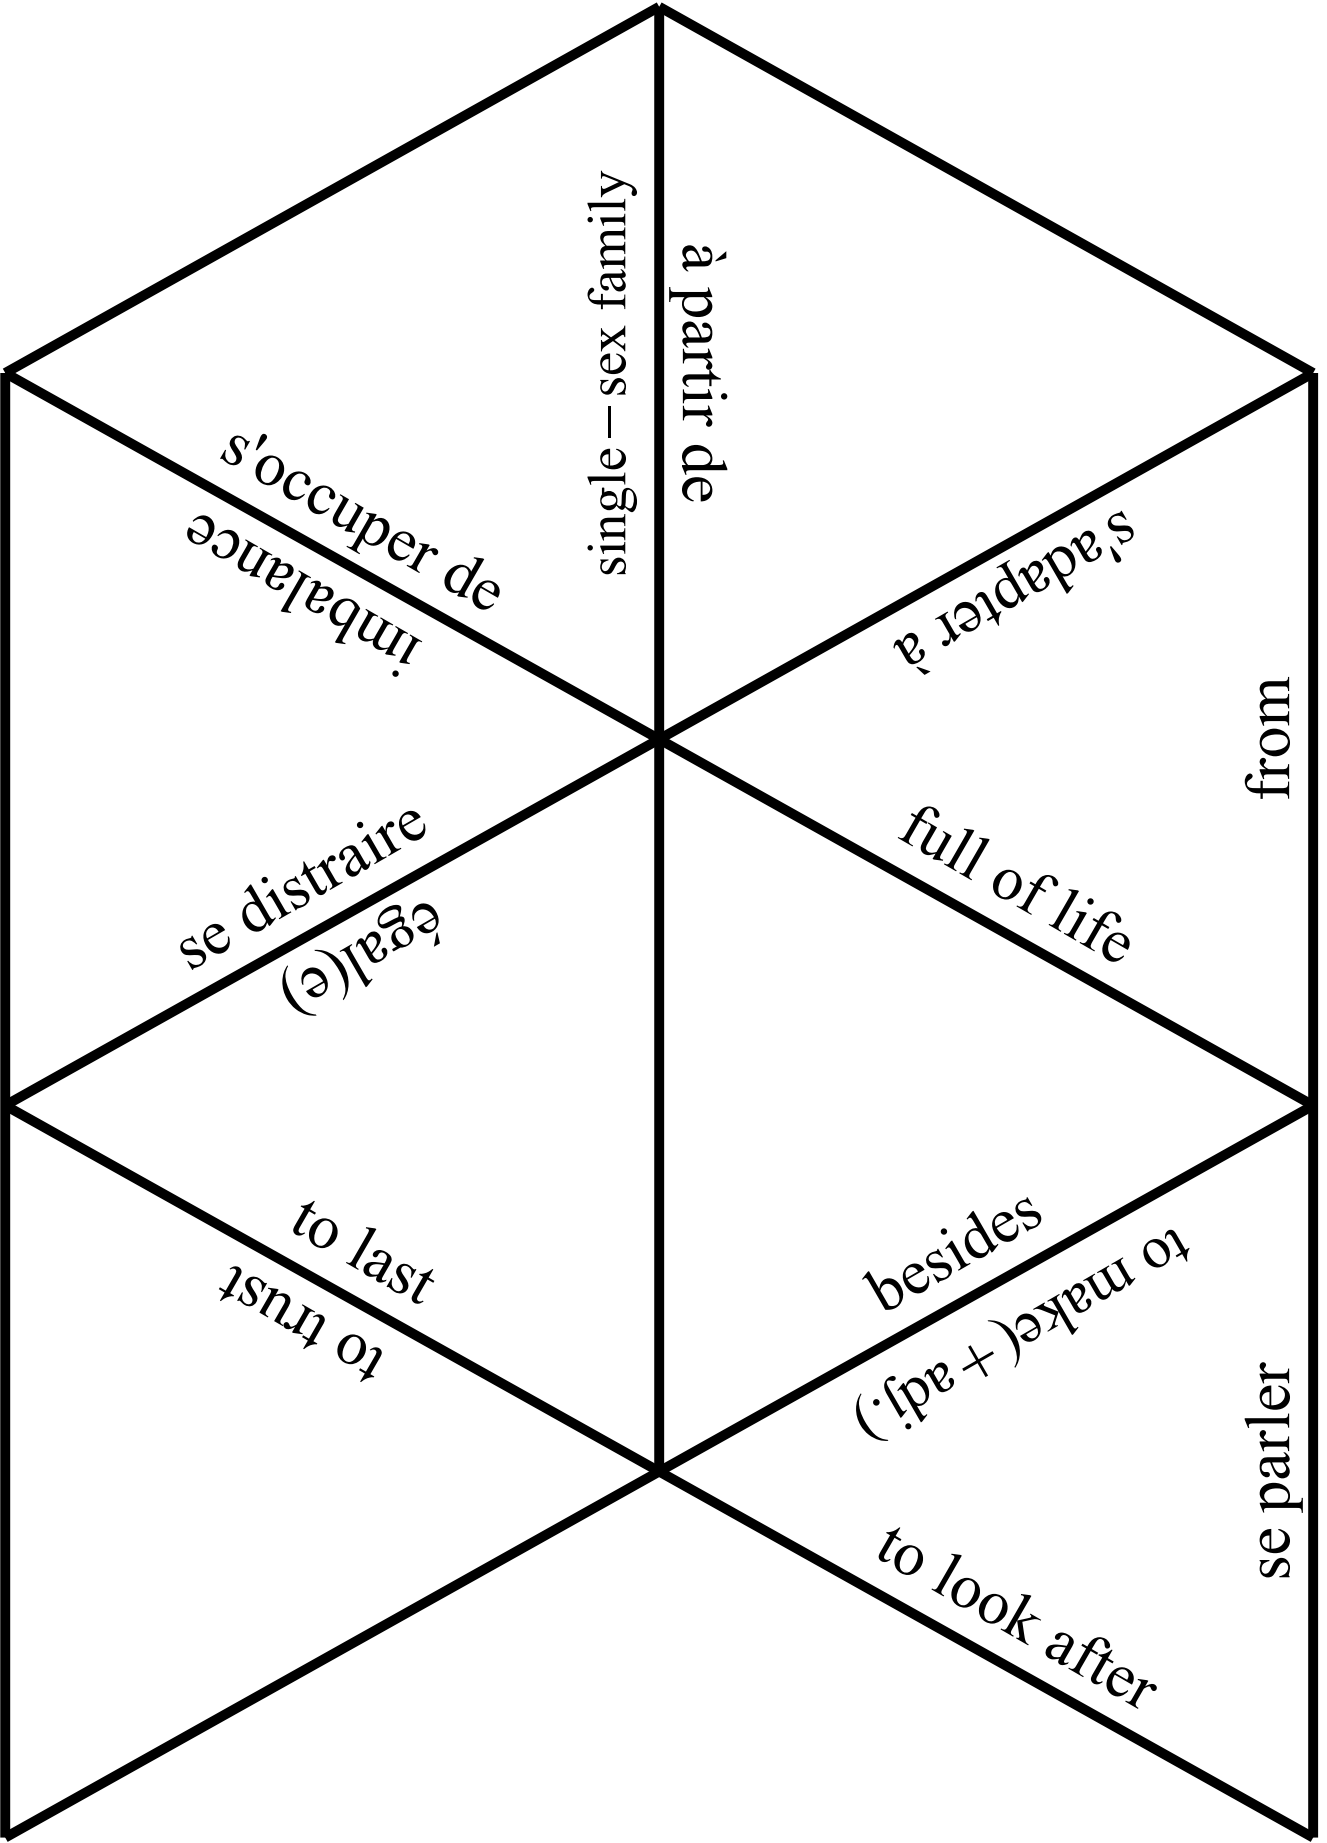 single – sex family
à partir de
s'occuper de
imbalance
s'adapter à
from
se distraire
égal(e)
full of life
to last
to trust
besides
to make(+adj.)
se parler
to look after